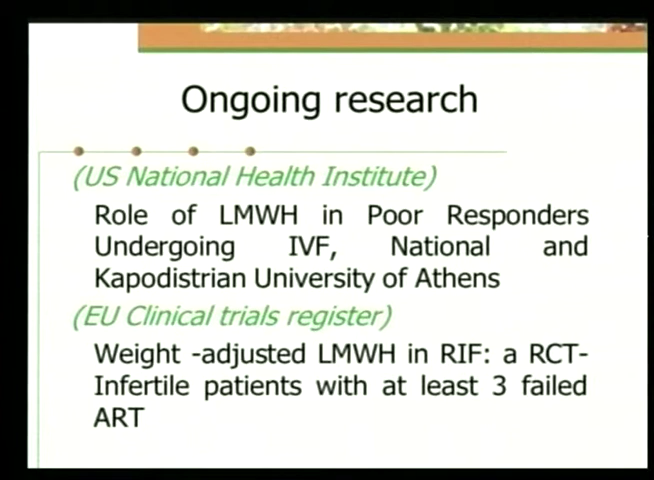 Ongoing research
(US National Health Institute)
Role of LMWH in Poor Responders
Undergoing IVF, National and
Kapodistrian University of Athens
(EU Clinical trials register)
Weight -adjusted LMWH in RIF: a RCT-
Infertile patients with at least 3 failed
ART